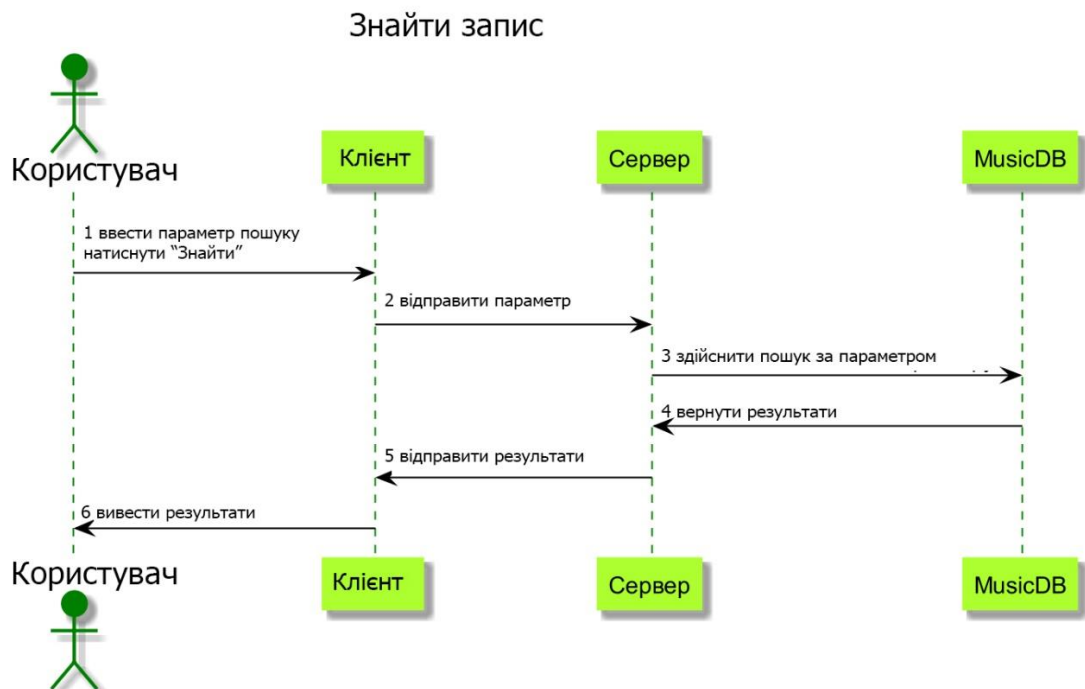 Знайти запис
Користувач
Клієнт
Сервер
MusicDB
1 ввести параметр пошуку
натиснути “Знайти”
2 відправити параметр
3 здійснити пошук за параметром
4 вернути результати
5 відправити результати
6 вивести результати
Користувач
Клієнт
Сервер
MusicDB